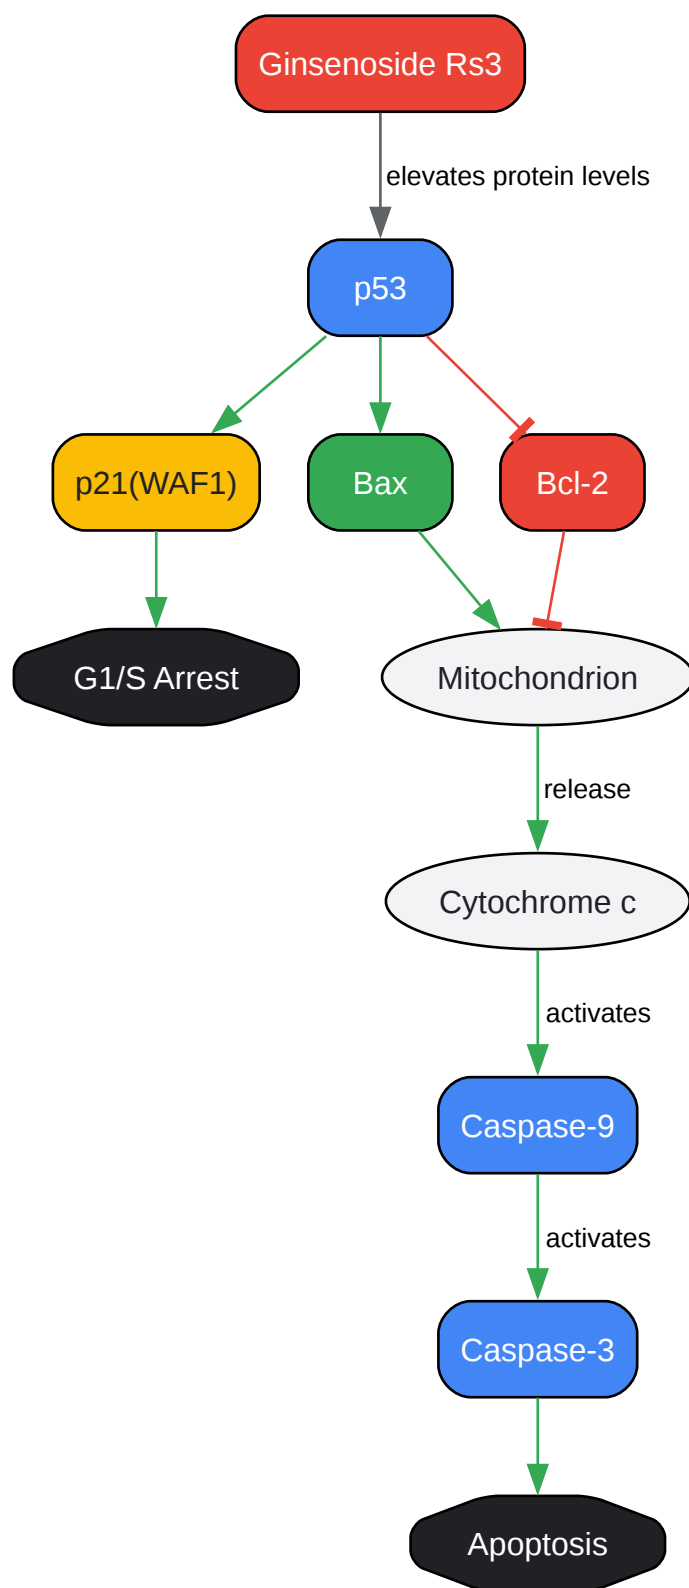 Ginsenoside Rs3
elevates protein levels
p53
p21(WAF1)
Bax
Bcl-2
G1/S Arrest
Mitochondrion
release
Cytochrome c
activates
Caspase-9
activates
Caspase-3
Apoptosis